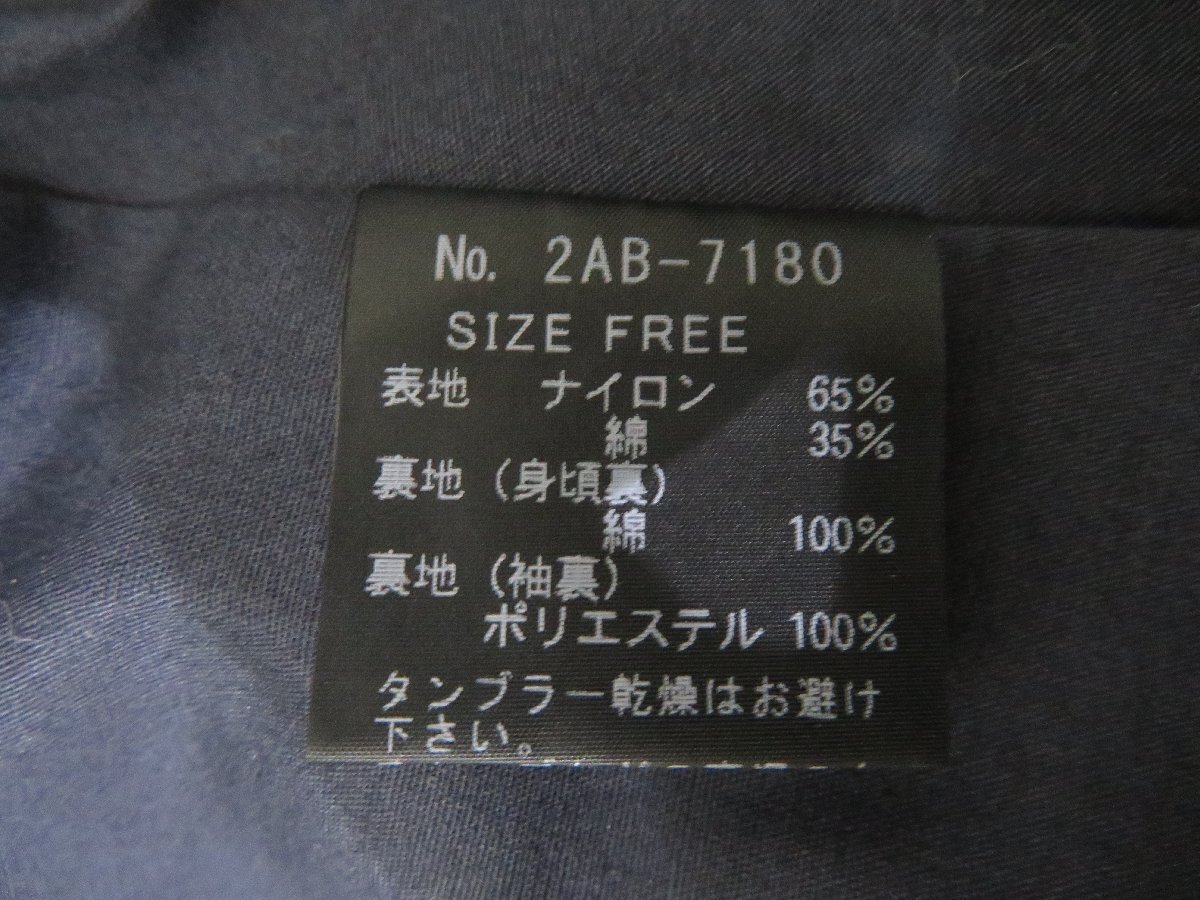 No. 2AB-7180
SIZE FREE
表地 ナイロン 65%
綿 35%
裏地 (身頃裏)
綿 100%
裏地 (袖裏)
ポリエステル 100%
タンブラー乾燥はお避け
下さい。